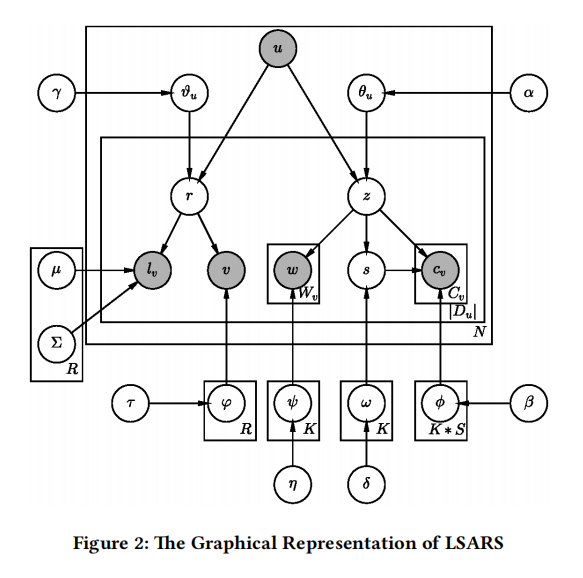 u
γ ϑ_u θ_u α
r z
μ l_v v w s c_v
W_v C_v
|D_u|
N
Σ
R
τ φ ψ ω ϕ β
R K K K * S
η δ
Figure 2: The Graphical Representation of LSARS